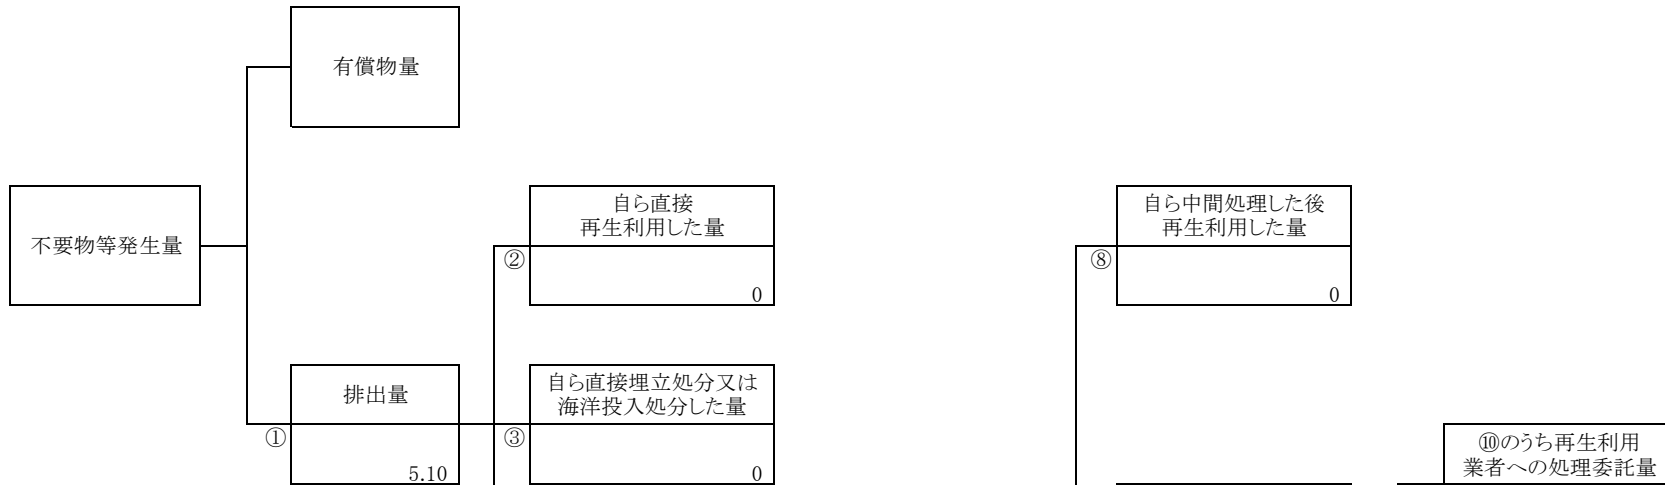 有償物量
不要物等発生量
自ら直接
再生利用した量
②
0
自ら中間処理した後
再生利用した量
⑧
0
排出量
①
5.10
自ら直接埋立処分又は
海洋投入処分した量
③
0
⑩のうち再生利用
業者への処理委託量